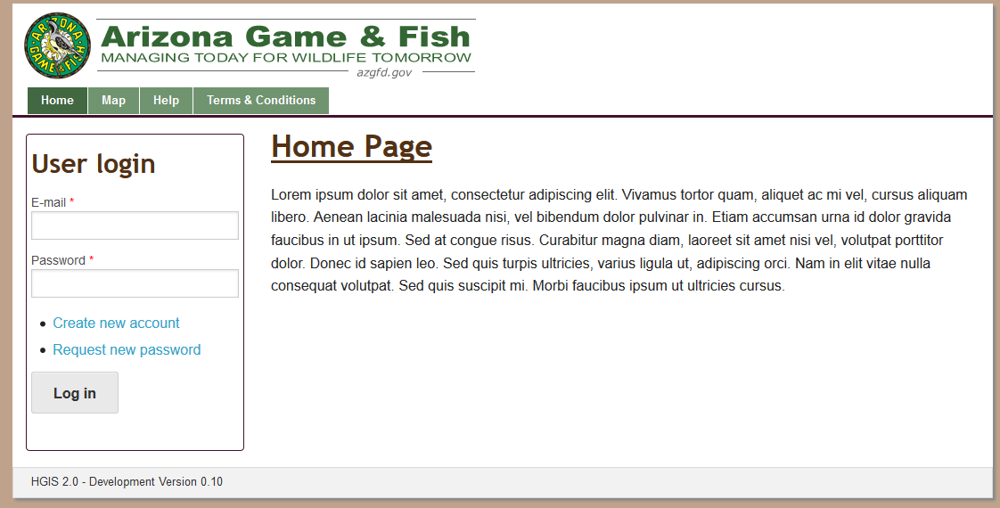 ARIZONA
GAME & FISH
Arizona Game & Fish
MANAGING TODAY FOR WILDLIFE TOMORROW
azgfd.gov
Home Map Help Terms & Conditions
User login
E-mail *
Password *
Create new account
Request new password
Log in
Home Page
Lorem ipsum dolor sit amet, consectetur adipiscing elit. Vivamus tortor quam, aliquet ac mi vel, cursus aliquam
libero. Aenean lacinia malesuada nisi, vel bibendum dolor pulvinar in. Etiam accumsan urna id dolor gravida
faucibus in ut ipsum. Sed at congue risus. Curabitur magna diam, laoreet sit amet nisi vel, volutpat porttitor
dolor. Donec id sapien leo. Sed quis turpis ultricies, varius ligula ut, adipiscing orci. Nam in elit vitae nulla
consequat volutpat. Sed quis suscipit mi. Morbi faucibus ipsum ut ultricies cursus.
HGIS 2.0 - Development Version 0.10